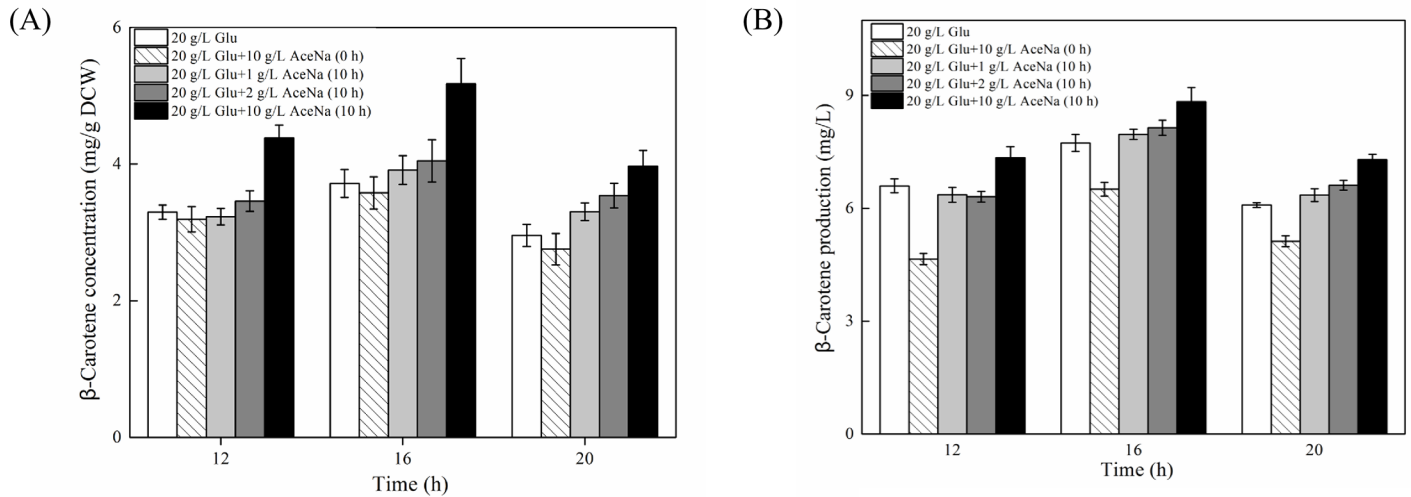 (A)
6
4
2
0
β-Carotene concentration (mg/g DCW)
20 g/L Glu
20 g/L Glu+10 g/L AceNa (0 h)
20 g/L Glu+1 g/L AceNa (10 h)
20 g/L Glu+2 g/L AceNa (10 h)
20 g/L Glu+10 g/L AceNa (10 h)
12 16 20
Time (h)
(B)
9
6
3
0
β-Carotene production (mg/L)
20 g/L Glu
20 g/L Glu+10 g/L AceNa (0 h)
20 g/L Glu+1 g/L AceNa (10 h)
20 g/L Glu+2 g/L AceNa (10 h)
20 g/L Glu+10 g/L AceNa (10 h)
12 16 20
Time (h)